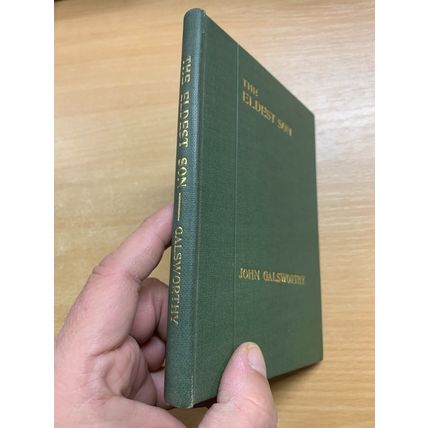 THE ELDEST SON — GALSWORTHY
THE
ELDEST SON
JOHN GALSWORTHY